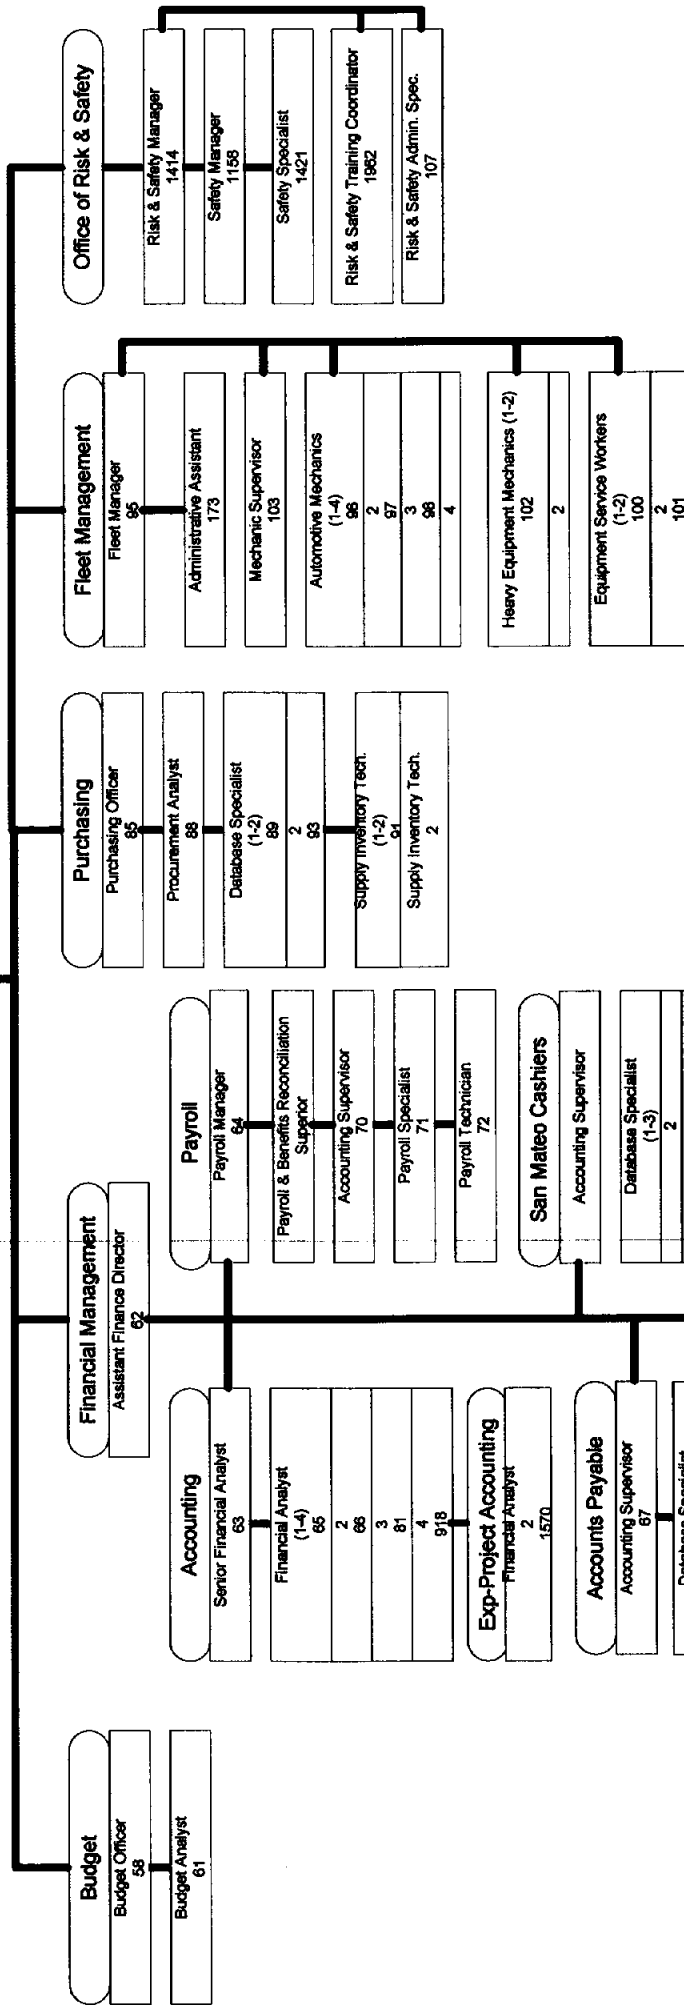 Budget
Budget Officer
58
Budget Analyst
61
Financial Management
Assistant Finance Director
62
Accounting
Senior Financial Analyst
63
Financial Analyst
(1-4)
65
2
66
3
81
4
918
Exp-Project Accounting
Financial Analyst
2
1570
Accounts Payable
Accounting Supervisor
67
Database Specialist
Payroll
Payroll Manager
64
Payroll & Benefits Reconciliation
Superior
Accounting Supervisor
70
Payroll Specialist
71
Payroll Technician
72
San Mateo Cashiers
Accounting Supervisor
Database Specialist
(1-3)
2
Purchasing
Purchasing Officer
85
Procurement Analyst
88
Database Specialist
(1-2)
89
2
93
Supply Inventory Tech.
(1-2)
91
Supply Inventory Tech.
2
Fleet Management
Fleet Manager
95
Administrative Assistant
173
Mechanic Supervisor
103
Automotive Mechanics
(1-4)
96
2
97
3
98
4
Heavy Equipment Mechanics (1-2)
102
2
Equipment Service Workers
(1-2)
100
2
101
Office of Risk & Safety
Risk & Safety Manager
1414
Safety Manager
1158
Safety Specialist
1421
Risk & Safety Training Coordinator
1962
Risk & Safety Admin. Spec.
107